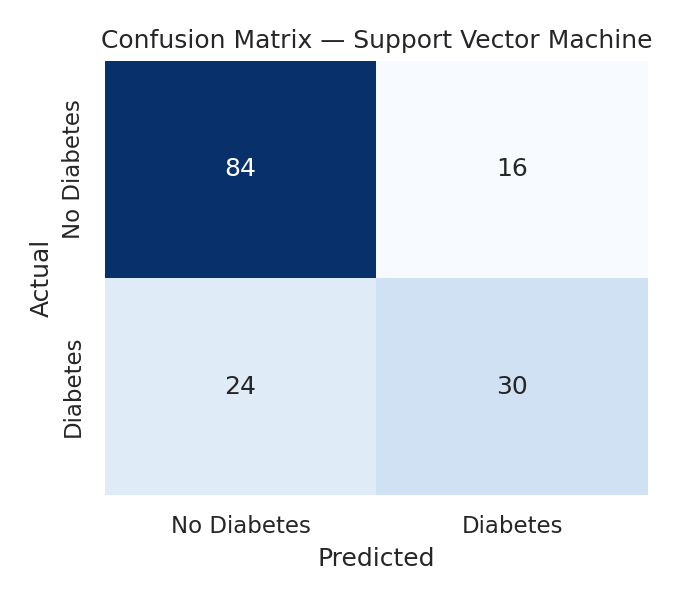 Confusion Matrix — Support Vector Machine
Actual
No Diabetes
84
16
Diabetes
24
30
No Diabetes
Diabetes
Predicted